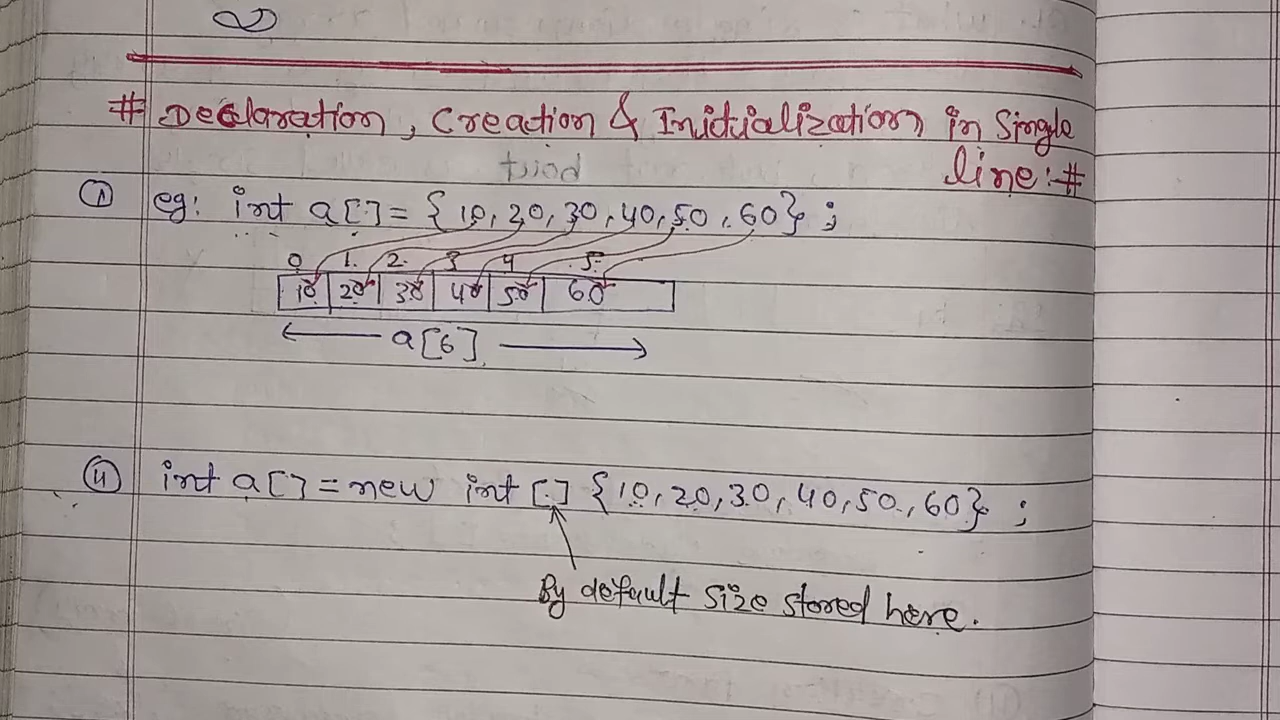 # Declaration, Creation & Initialization in Single
line:#
① eg: int a[] = {10, 20, 30, 40, 50, 60};
0 1 2 3 4 5
10 20 30 40 50 60
a[6]
② int a[] = new int [] {10, 20, 30, 40, 50, 60};
By default size stored here.